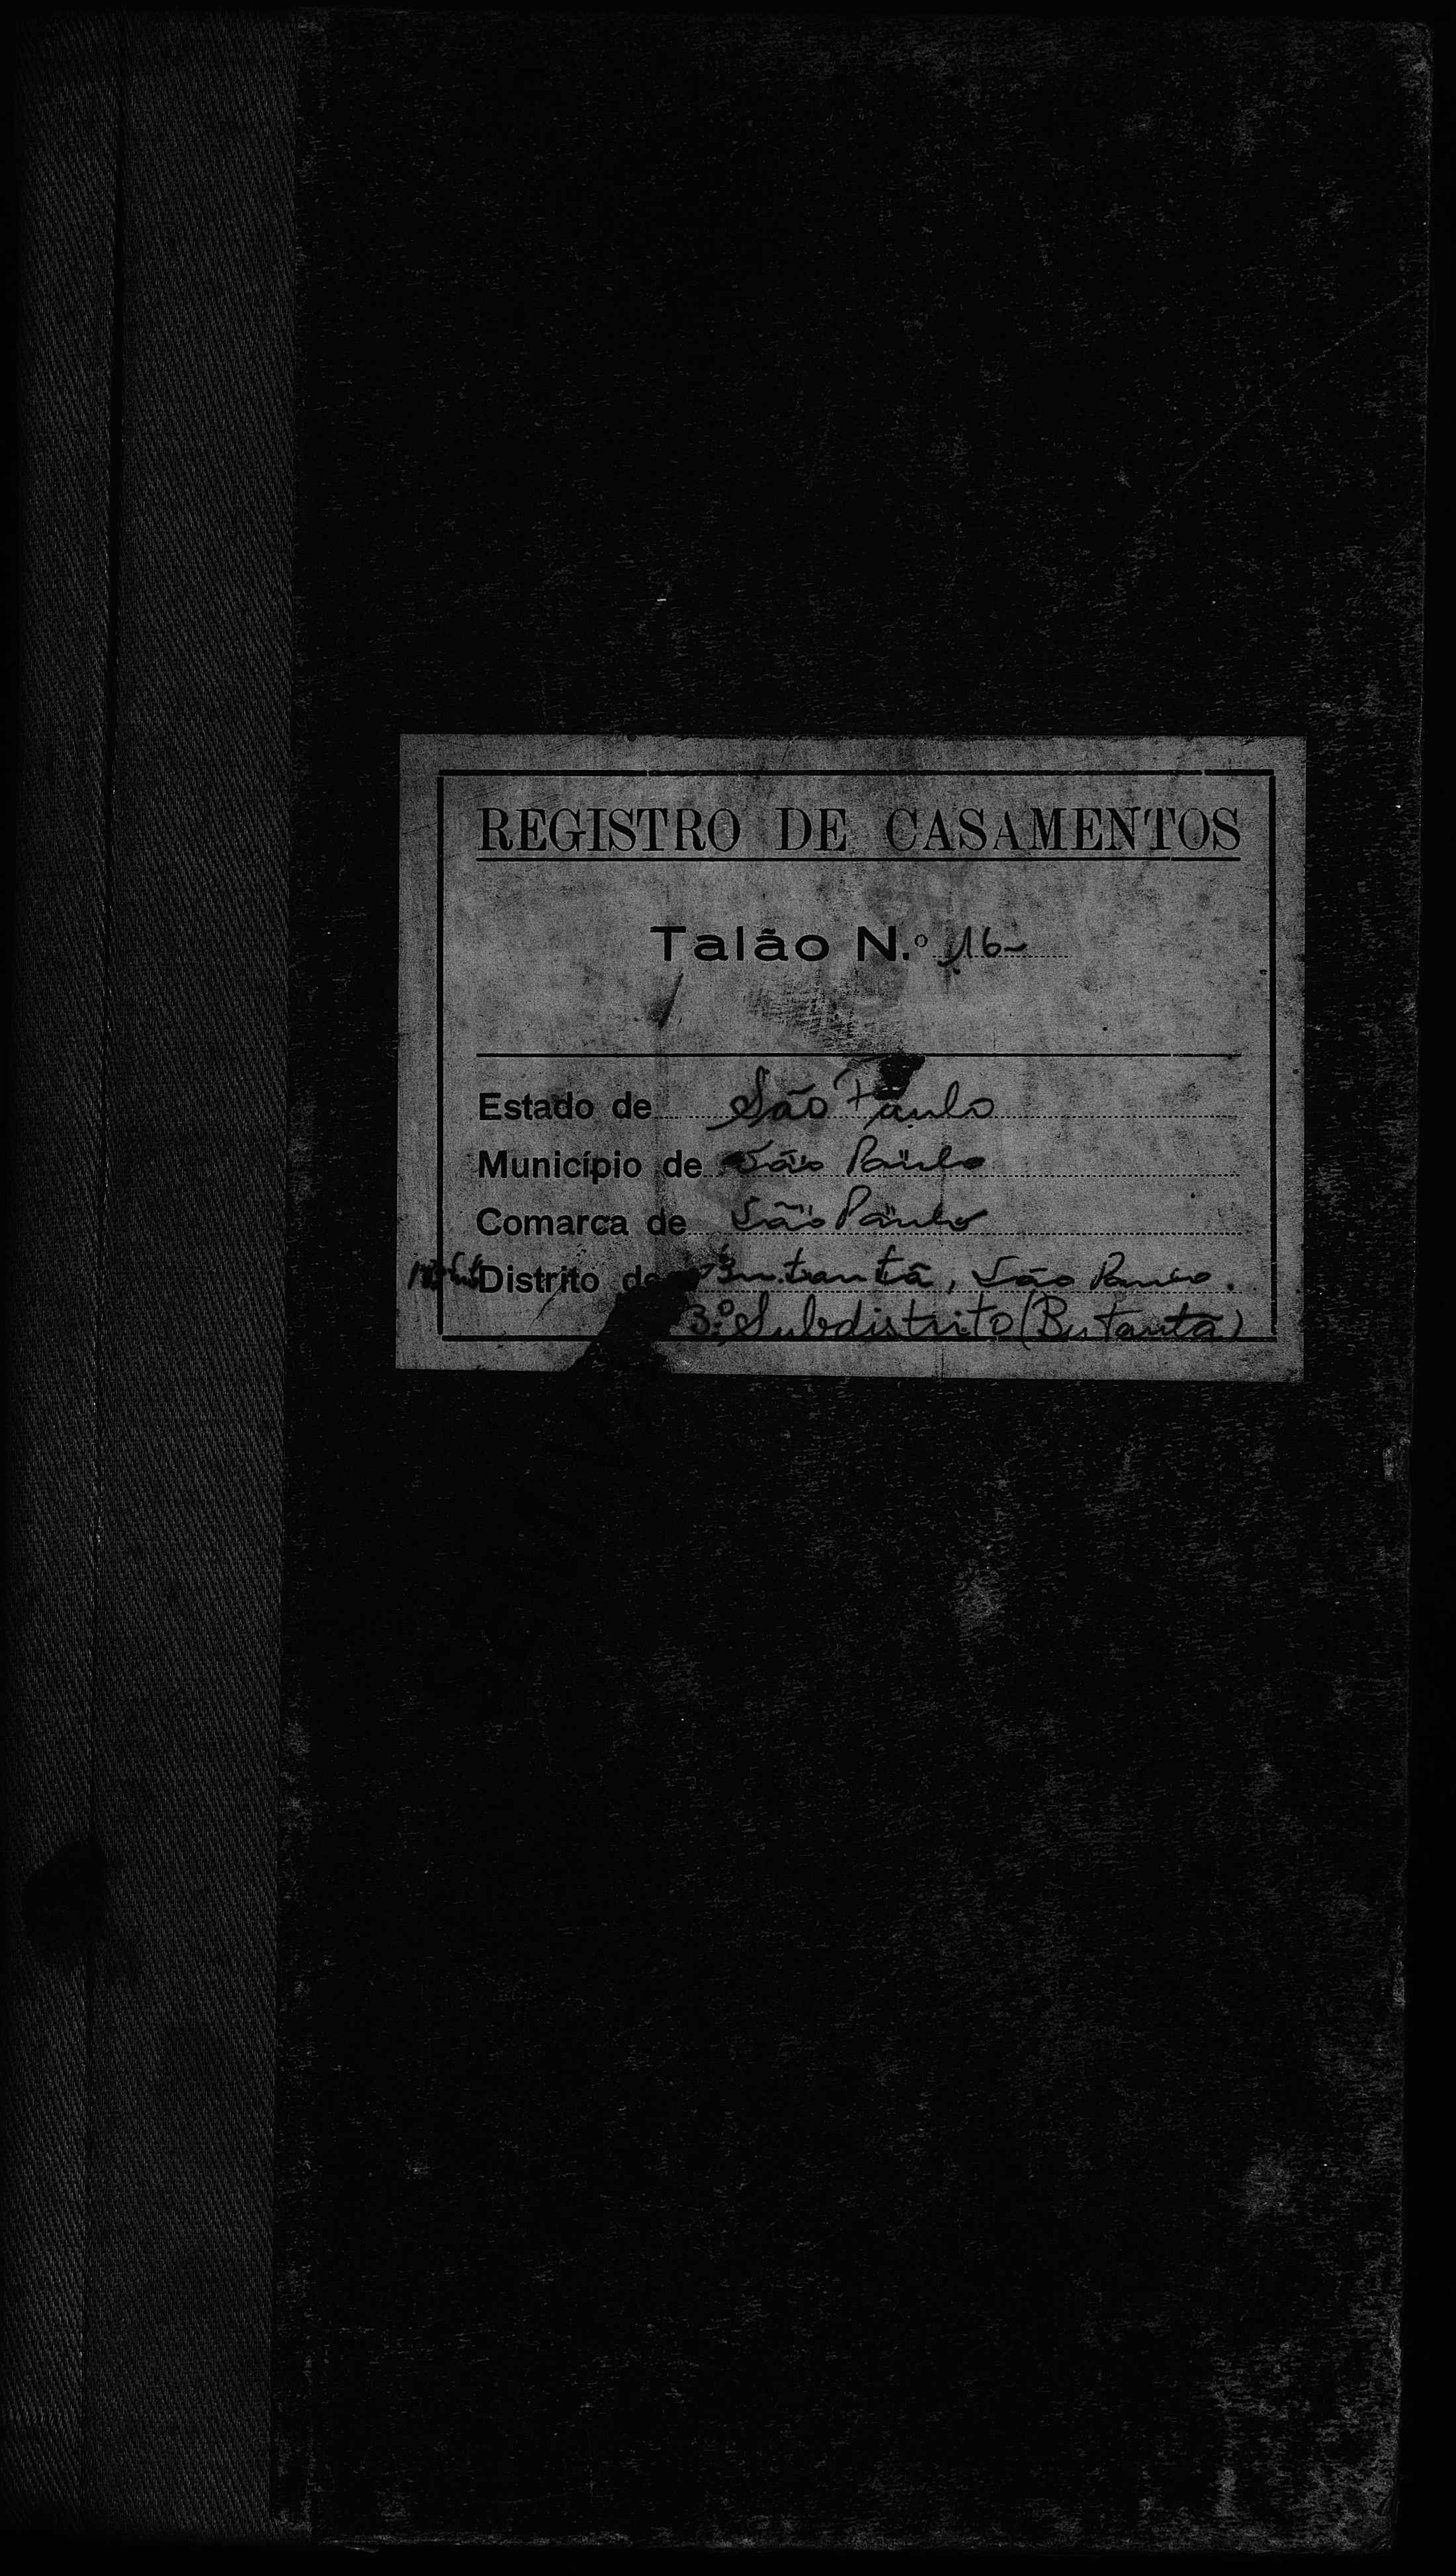 REGISTRO DE CASAMENTOS
Talão N.º 16-
Estado de São Paulo
Município de São Paulo
Comarca de São Paulo
Distrito de Butantã, São Paulo.
3º Subdistrito (Butantã)